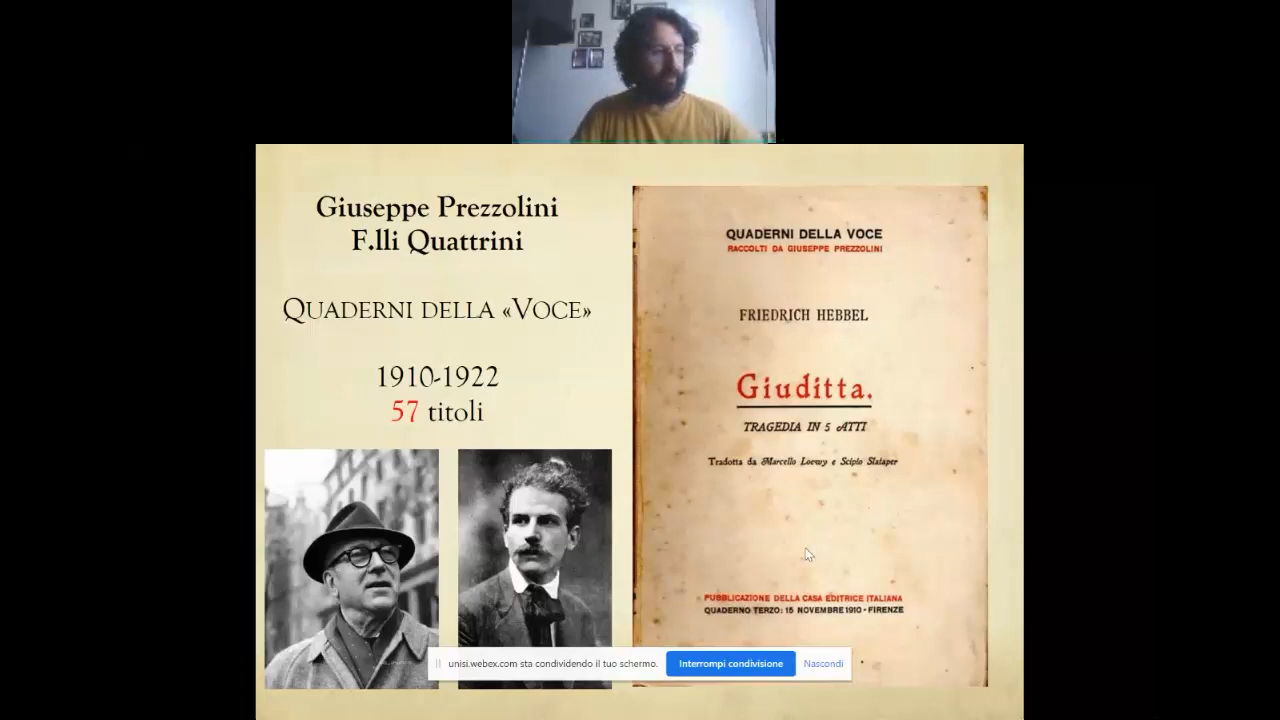 Giuseppe Prezzolini
F.lli Quattrini
QUADERNI DELLA «VOCE»
1910-1922
57 titoli
QUADERNI DELLA VOCE
RACCOLTI DA GIUSEPPE PREZZOLINI
FRIEDRICH HEBBEL
Giuditta.
TRAGEDIA IN 5 ATTI
Tradotta da Marcello Loewy e Scipio Slataper
PUBBLICAZIONE DELLA CASA EDITRICE ITALIANA
QUADERNO TERZO: 15 NOVEMBRE 1910 - FIRENZE
unisi.webex.com sta condividendo il tuo schermo.
Interrompi condivisione
Nascondi